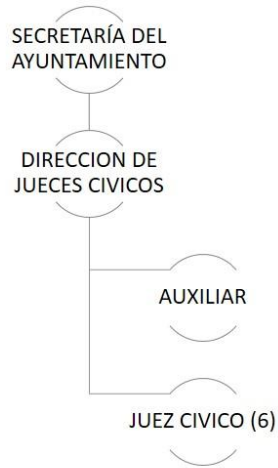 SECRETARÍA DEL
AYUNTAMIENTO
DIRECCION DE
JUECES CIVICOS
AUXILIAR
JUEZ CIVICO (6)